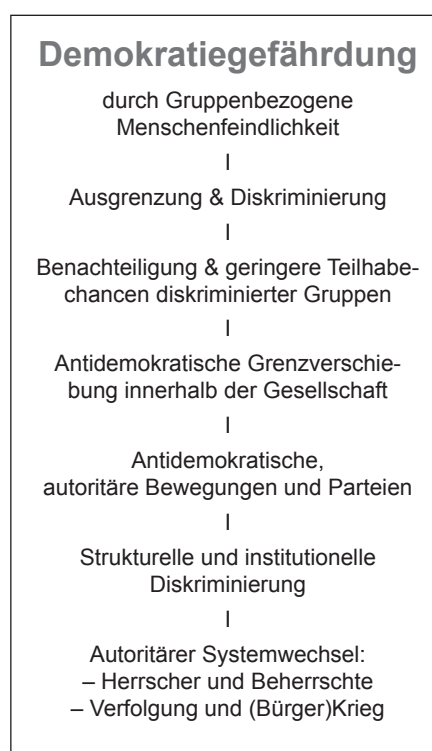 Demokratiegefährdung
durch Gruppenbezogene
Menschenfeindlichkeit
I
Ausgrenzung & Diskriminierung
I
Benachteiligung & geringere Teilhabe-
chancen diskriminierter Gruppen
I
Antidemokratische Grenzverschie-
bung innerhalb der Gesellschaft
I
Antidemokratische,
autoritäre Bewegungen und Parteien
I
Strukturelle und institutionelle
Diskriminierung
I
Autoritärer Systemwechsel:
– Herrscher und Beherrschte
– Verfolgung und (Bürger)Krieg